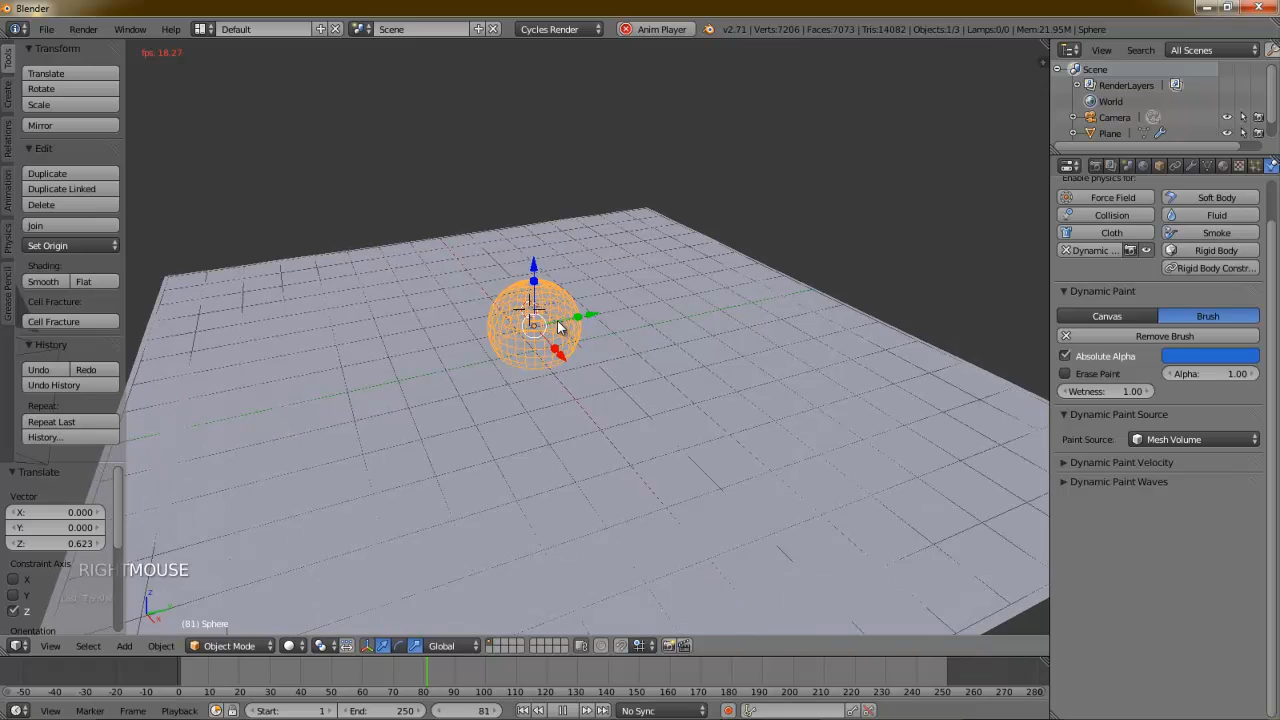 Blender
File Render Window Help Default Scene Cycles Render Anim Player v2.71 | Verts:7206 | Faces:7073 | Tris:14082 | Objects:1/3 | Lamps:0/0 | Mem:21.95M | Sphere
fps: 18.27
Tools
Create
Relations
Animation
Physics
Grease Pencil
Transform
Translate
Rotate
Scale
Mirror
Edit
Duplicate
Duplicate Linked
Delete
Join
Set Origin
Shading:
Smooth Flat
Cell Fracture:
Cell Fracture
History
Undo Redo
Undo History
Repeat:
Repeat Last
History...
Translate
Vector
X: 0.000
Y: 0.000
Z: 0.623
Constraint Axis
X
Y
Z
Orientation
RIGHTMOUSE
z
y
x
(81) Sphere
View Select Add Object Object Mode Global
-50 -40 -30 -20 -10 0 10 20 30 40 50 60 70 80 90 100 110 120 130 140 150 160 170 180 190 200 210 220 230 240 250 260 270 280
View Marker Frame Playback Start: 1 End: 250 81 No Sync
View Search All Scenes
Scene
RenderLayers
World
Camera
Plane
Enable physics for:
Force Field Soft Body
Collision Fluid
Cloth Smoke
Dynamic ... Rigid Body
Rigid Body Constr...
Dynamic Paint
Canvas Brush
Remove Brush
Absolute Alpha
Erase Paint Alpha: 1.00
Wetness: 1.00
Dynamic Paint Source
Paint Source: Mesh Volume
Dynamic Paint Velocity
Dynamic Paint Waves